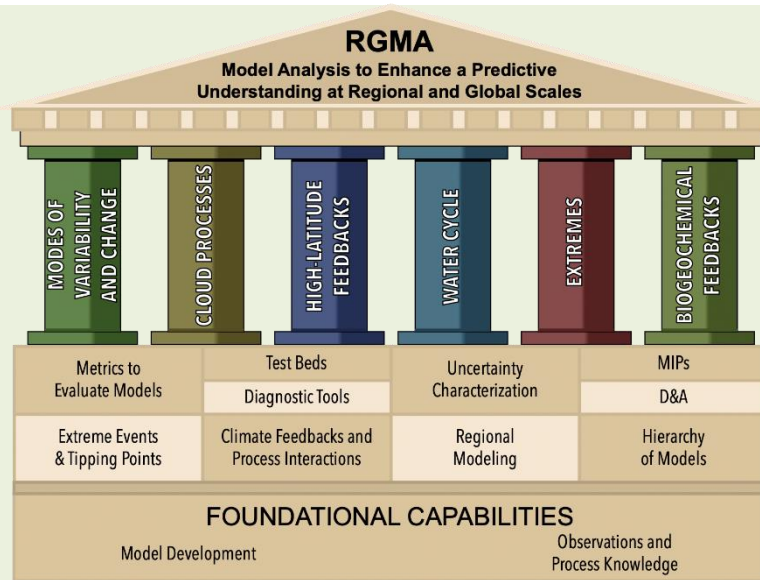 RGMA
Model Analysis to Enhance a Predictive
Understanding at Regional and Global Scales
MODES OF
VARIABILITY
AND CHANGE
CLOUD PROCESSES
HIGH-LATITUDE
FEEDBACKS
WATER CYCLE
EXTREMES
BIOGEOCHEMICAL
FEEDBACKS
Metrics to
Evaluate Models
Test Beds
Diagnostic Tools
Uncertainty
Characterization
MIPs
D&A
Extreme Events
& Tipping Points
Climate Feedbacks and
Process Interactions
Regional
Modeling
Hierarchy
of Models
FOUNDATIONAL CAPABILITIES
Model Development
Observations and
Process Knowledge